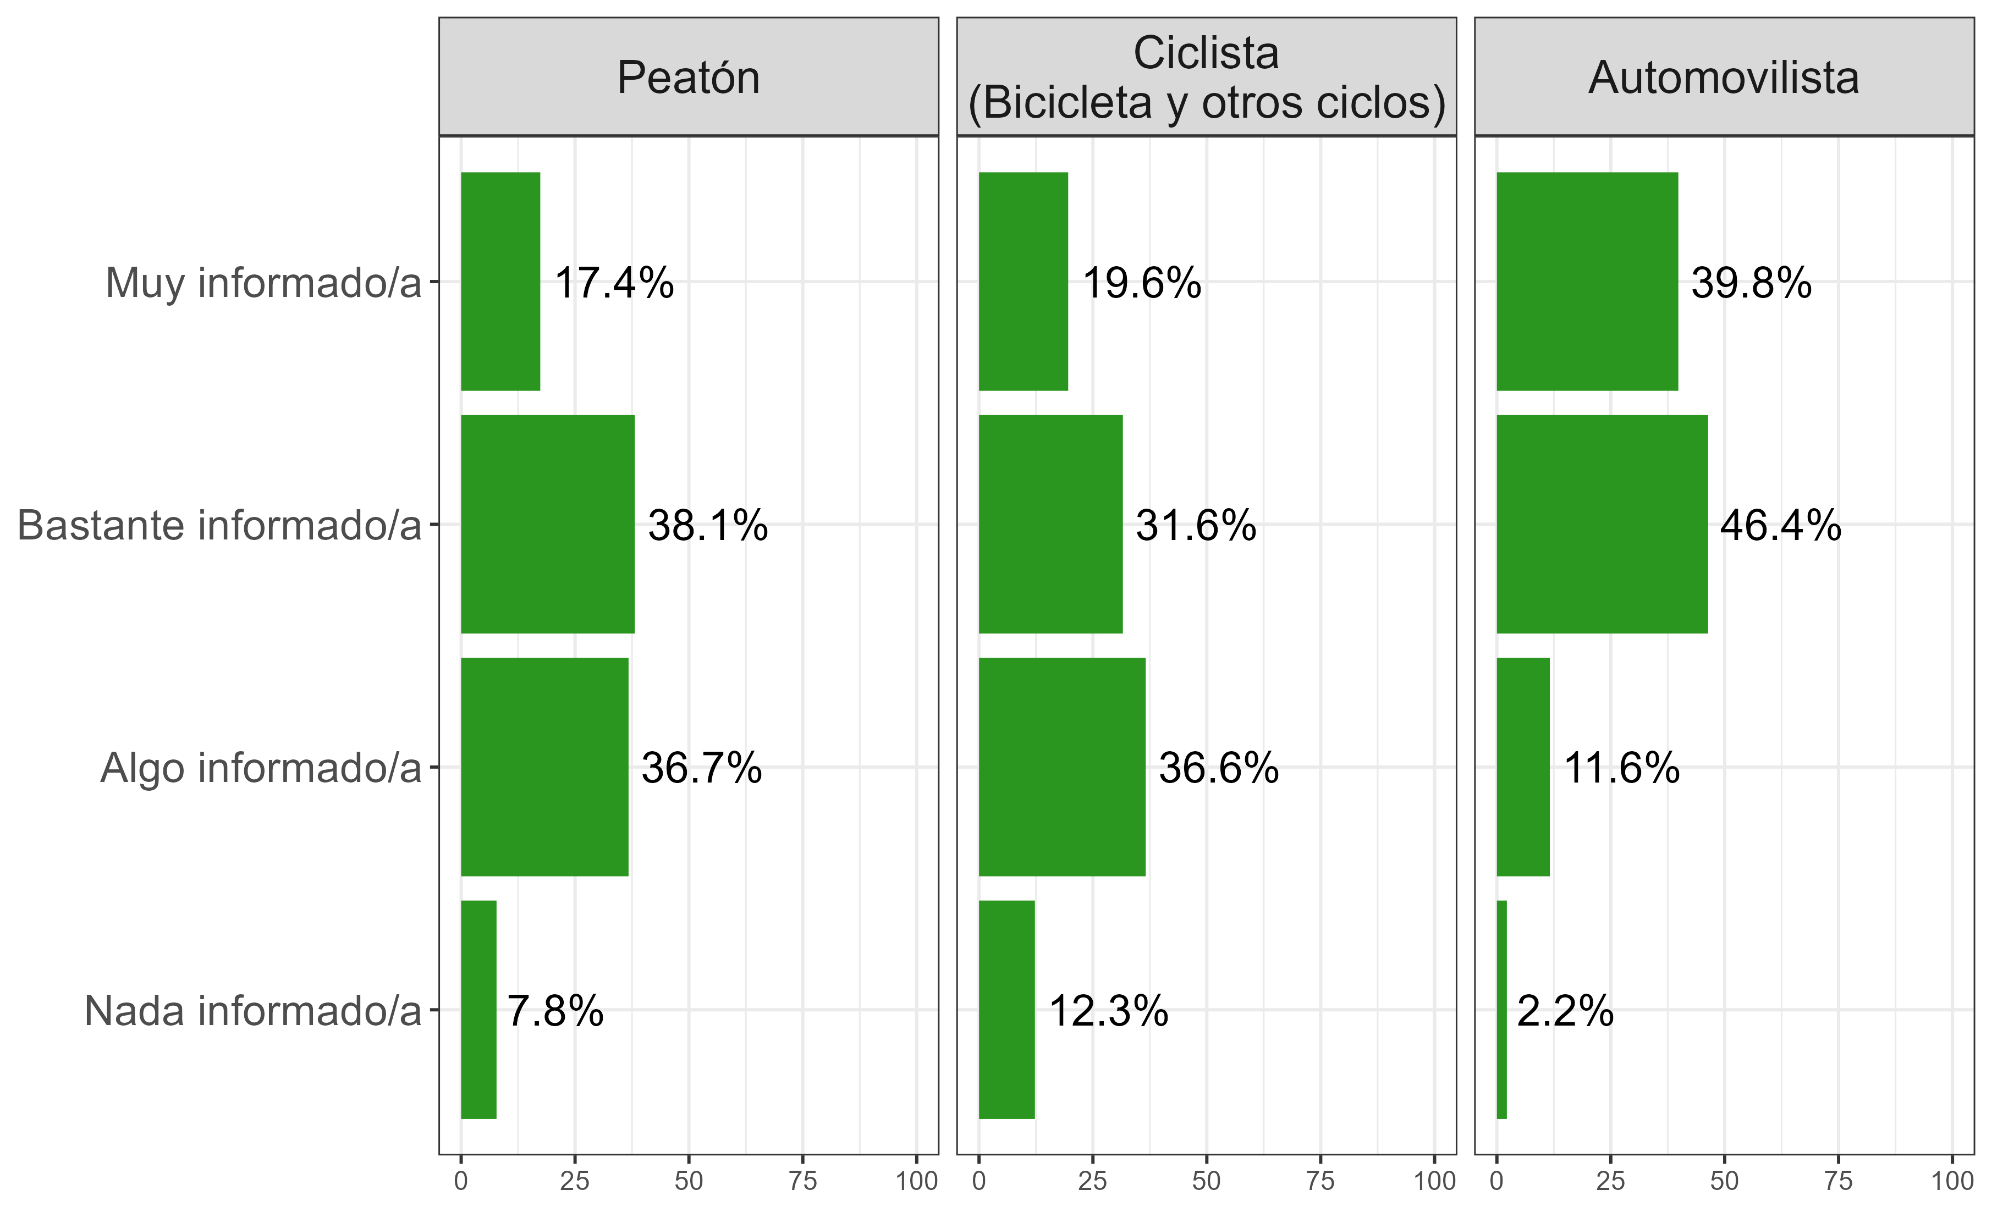 Peatón
Ciclista
(Bicicleta y otros ciclos)
Automovilista
Muy informado/a
17.4%
19.6%
39.8%
Bastante informado/a
38.1%
31.6%
46.4%
Algo informado/a
36.7%
36.6%
11.6%
Nada informado/a
7.8%
12.3%
2.2%
0 25 50 75 100
0 25 50 75 100
0 25 50 75 100